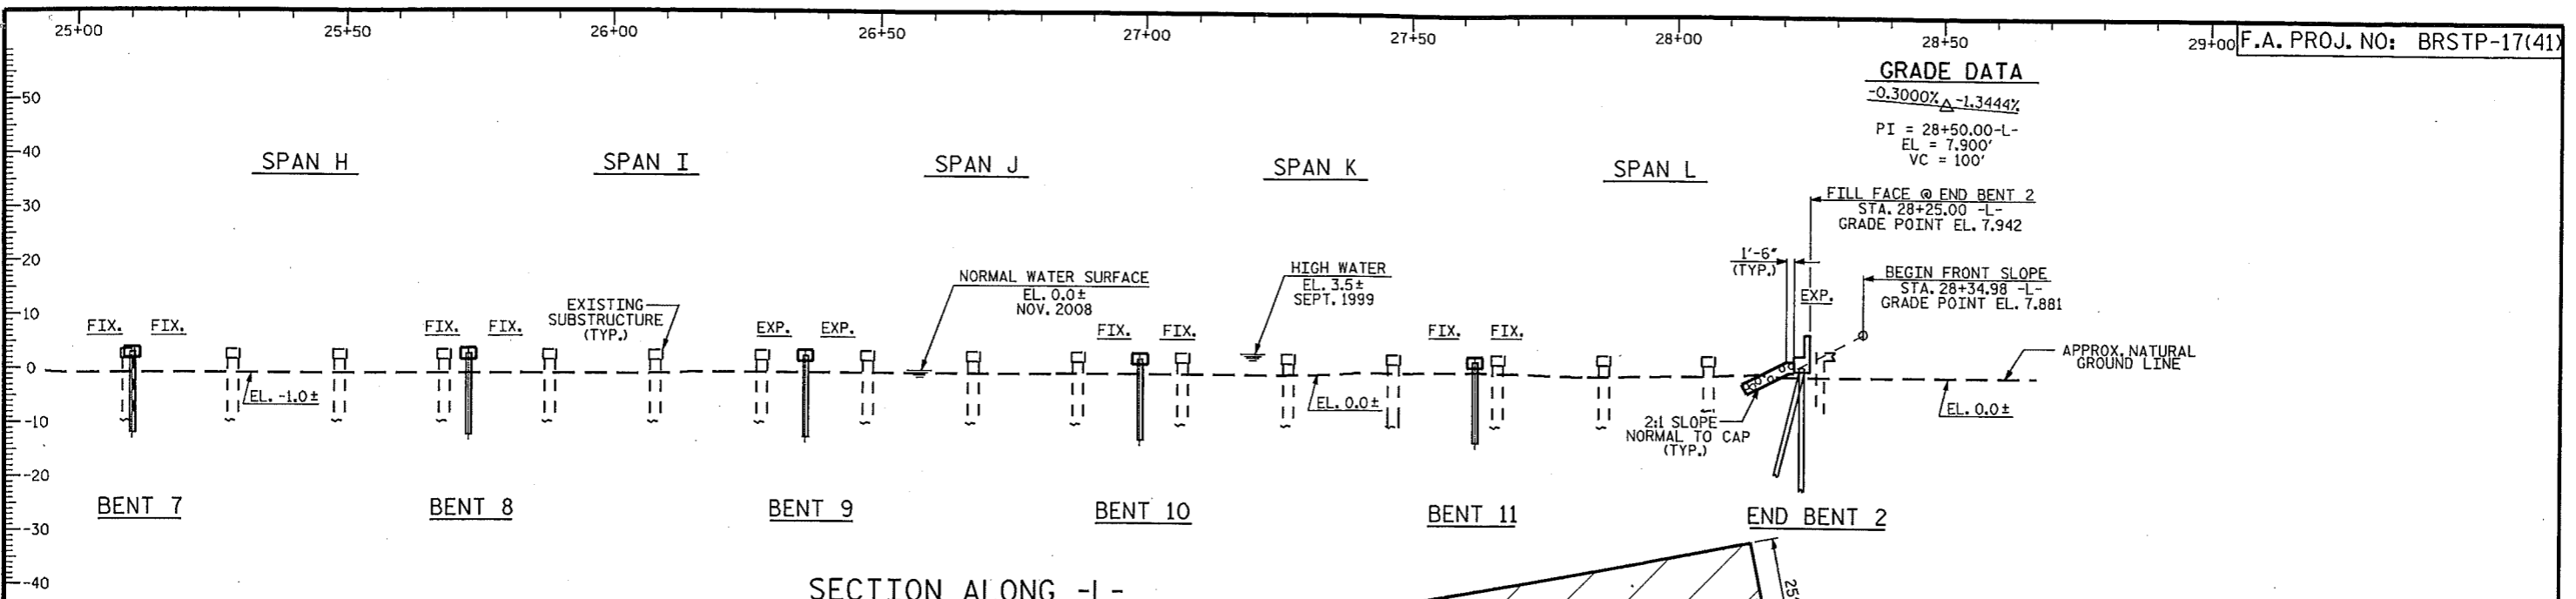 25+00 25+50 26+00 26+50 27+00 27+50 28+00 28+50 29+00
F.A. PROJ. NO: BRSTP-17(41)
GRADE DATA
-0.3000% -1.3444%
PI = 28+50.00-L-
EL = 7.900'
VC = 100'
50
40
30
20
10
0
-10
-20
-30
-40
SPAN H SPAN I SPAN J SPAN K SPAN L
FILL FACE @ END BENT 2
STA. 28+25.00 -L-
GRADE POINT EL. 7.942
1'-6"
(TYP.)
EXP.
BEGIN FRONT SLOPE
STA. 28+34.98 -L-
GRADE POINT EL. 7.881
NORMAL WATER SURFACE
EL. 0.0±
NOV. 2008
HIGH WATER
EL. 3.5±
SEPT. 1999
EXISTING
SUBSTRUCTURE
(TYP.)
FIX. FIX. FIX. FIX. EXP. EXP. FIX. FIX. FIX. FIX.
APPROX. NATURAL
GROUND LINE
EL. -1.0±
EL. 0.0±
EL. 0.0±
2:1 SLOPE
NORMAL TO CAP
(TYP.)
BENT 7 BENT 8 BENT 9 BENT 10 BENT 11 END BENT 2
SECTION ALONG -L-